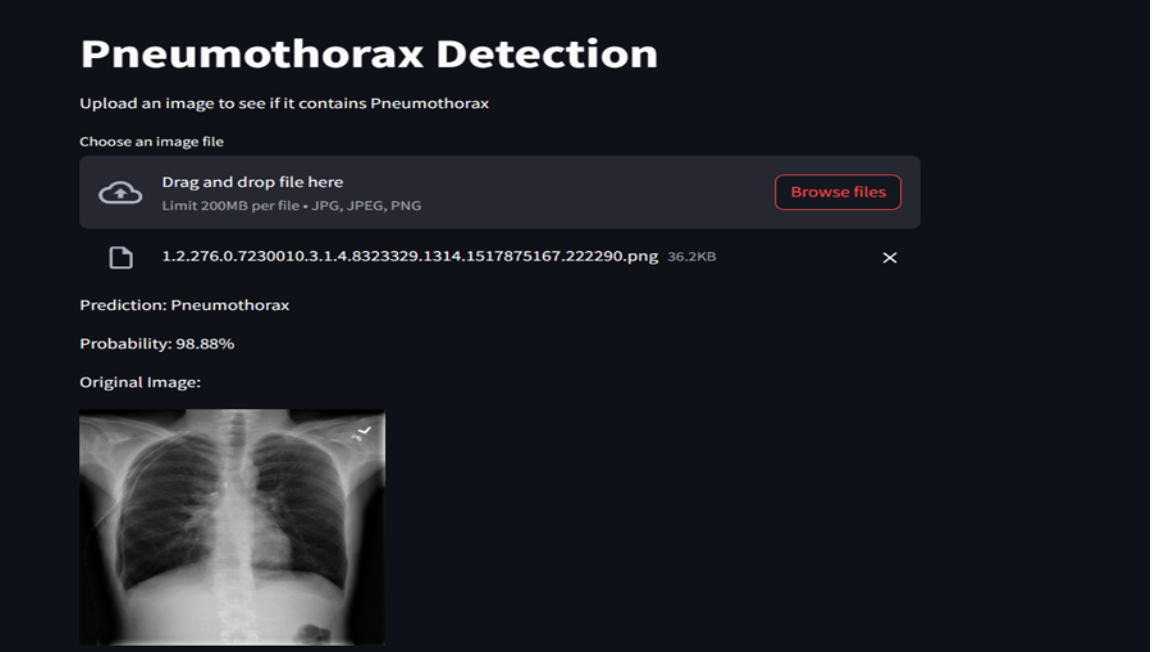 Pneumothorax Detection
Upload an image to see if it contains Pneumothorax
Choose an image file
Drag and drop file here
Limit 200MB per file • JPG, JPEG, PNG
Browse files
1.2.276.0.7230010.3.1.4.8323329.1314.1517875167.222290.png 36.2KB
Prediction: Pneumothorax
Probability: 98.88%
Original Image: